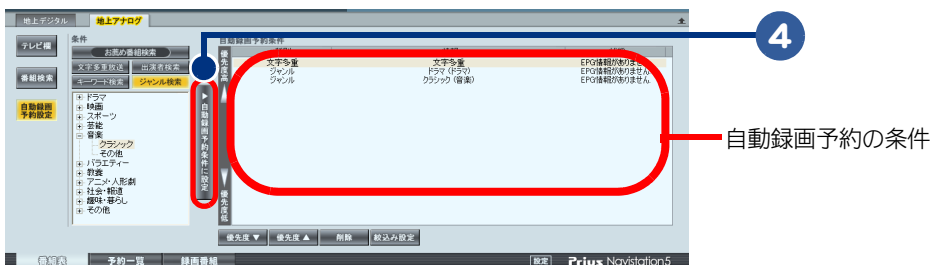 地上デジタル 地上アナログ
テレビ欄
番組検索
自動録画
予約設定
条件
お薦め番組検索
文字多重放送 出演者検索
キーワード検索 ジャンル検索
ドラマ
映画
スポーツ
芸能
音楽
クラシック
その他
バラエティー
教養
アニメ・人形劇
社会・報道
趣味・暮らし
その他
▶自動録画予約条件に設定
自動録画予約条件
優先度高
文字多重 文字多重 EPG情報がありません
ジャンル ドラマ（ドラマ） EPG情報がありません
ジャンル クラシック（音楽） EPG情報がありません
優先度低
優先度▼ 優先度▲ 削除 絞込み設定
番組表 予約一覧 録画番組 設定 Prius Navistation5
4
自動録画予約の条件